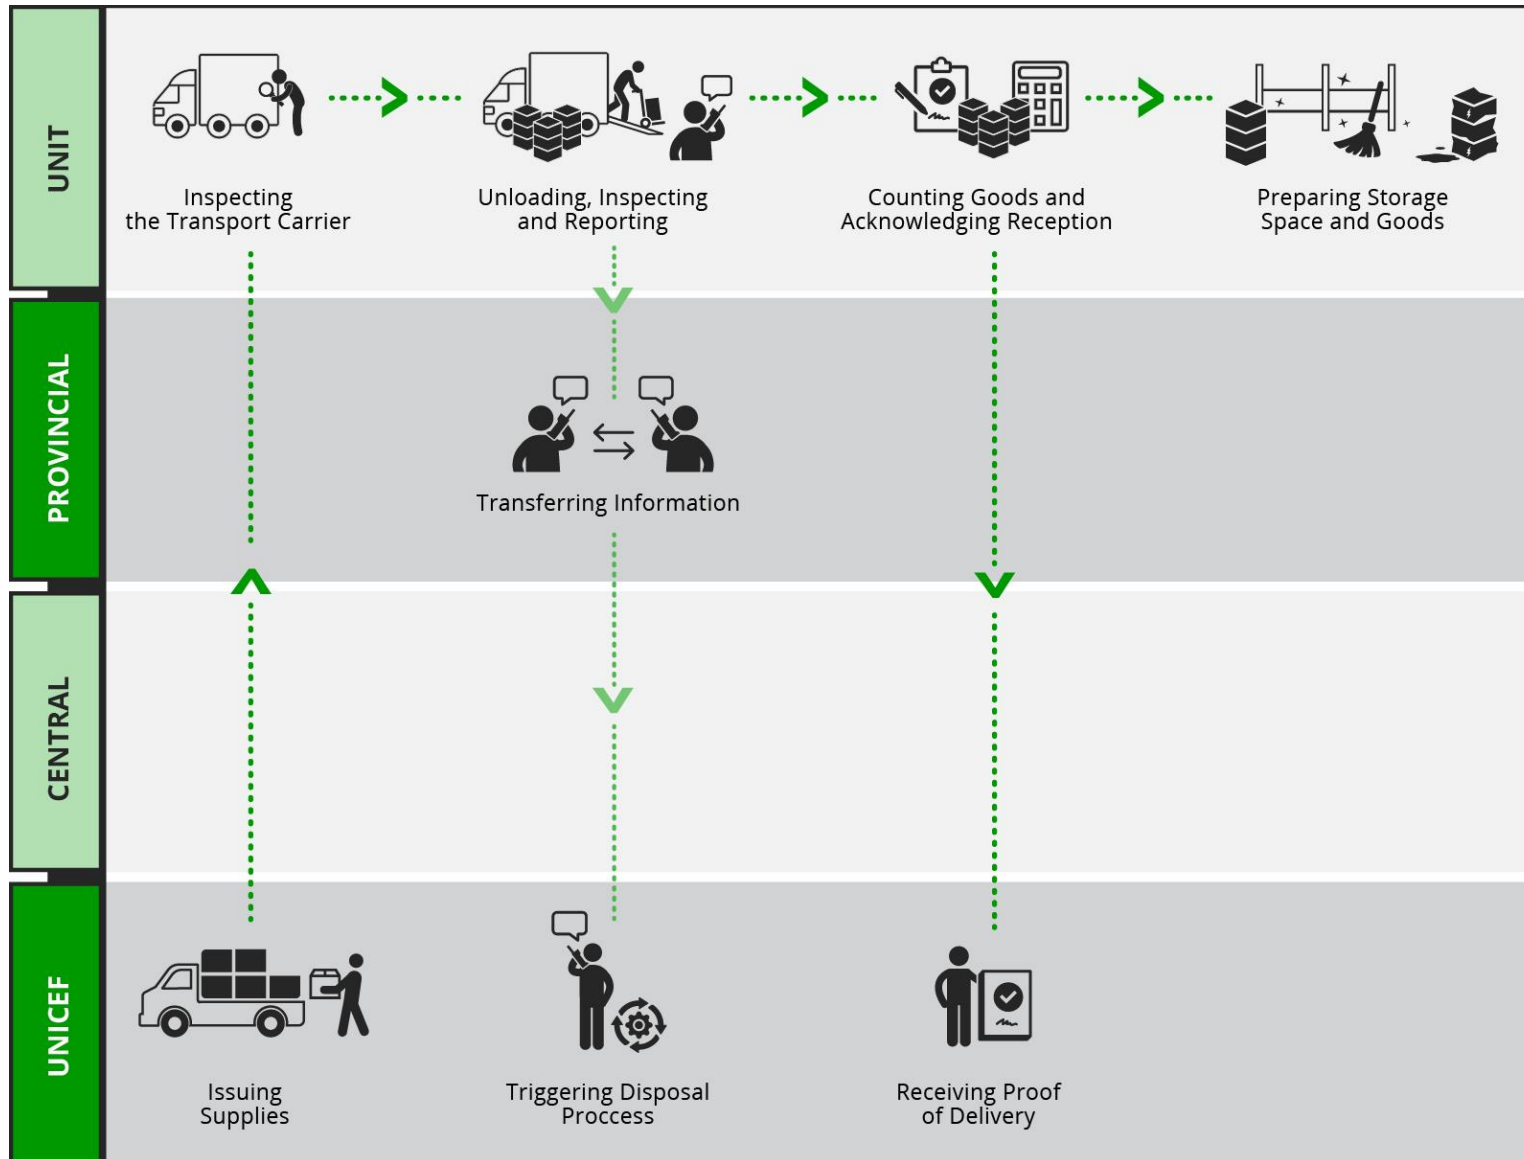 UNIT
Inspecting
the Transport Carrier
Unloading, Inspecting
and Reporting
Counting Goods and
Acknowledging Reception
Preparing Storage
Space and Goods
PROVINCIAL
Transferring Information
CENTRAL
UNICEF
Issuing
Supplies
Triggering Disposal
Proccess
Receiving Proof
of Delivery